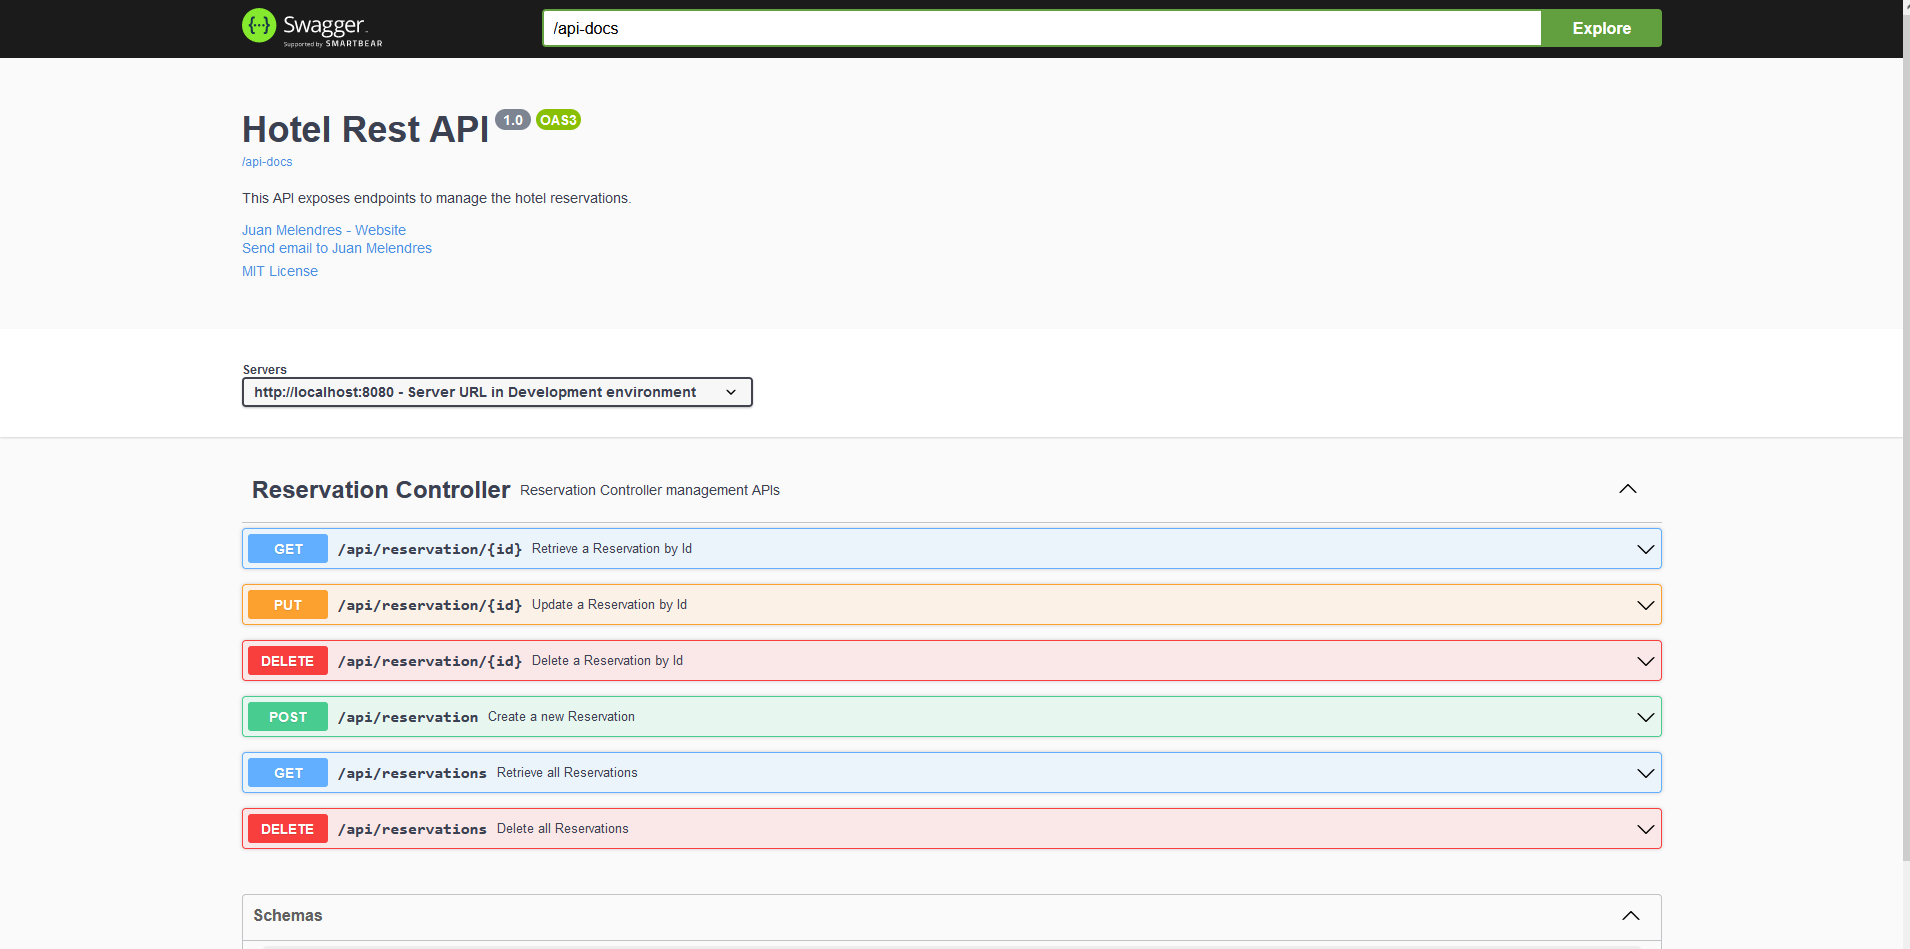 Swagger
Supported by SMARTBEAR
/api-docs
Explore
Hotel Rest API 1.0 OAS3
/api-docs
This API exposes endpoints to manage the hotel reservations.
Juan Melendres - Website
Send email to Juan Melendres
MIT License
Servers
http://localhost:8080 - Server URL in Development environment
Reservation Controller Reservation Controller management APIs
GET /api/reservation/{id} Retrieve a Reservation by Id
PUT /api/reservation/{id} Update a Reservation by Id
DELETE /api/reservation/{id} Delete a Reservation by Id
POST /api/reservation Create a new Reservation
GET /api/reservations Retrieve all Reservations
DELETE /api/reservations Delete all Reservations
Schemas